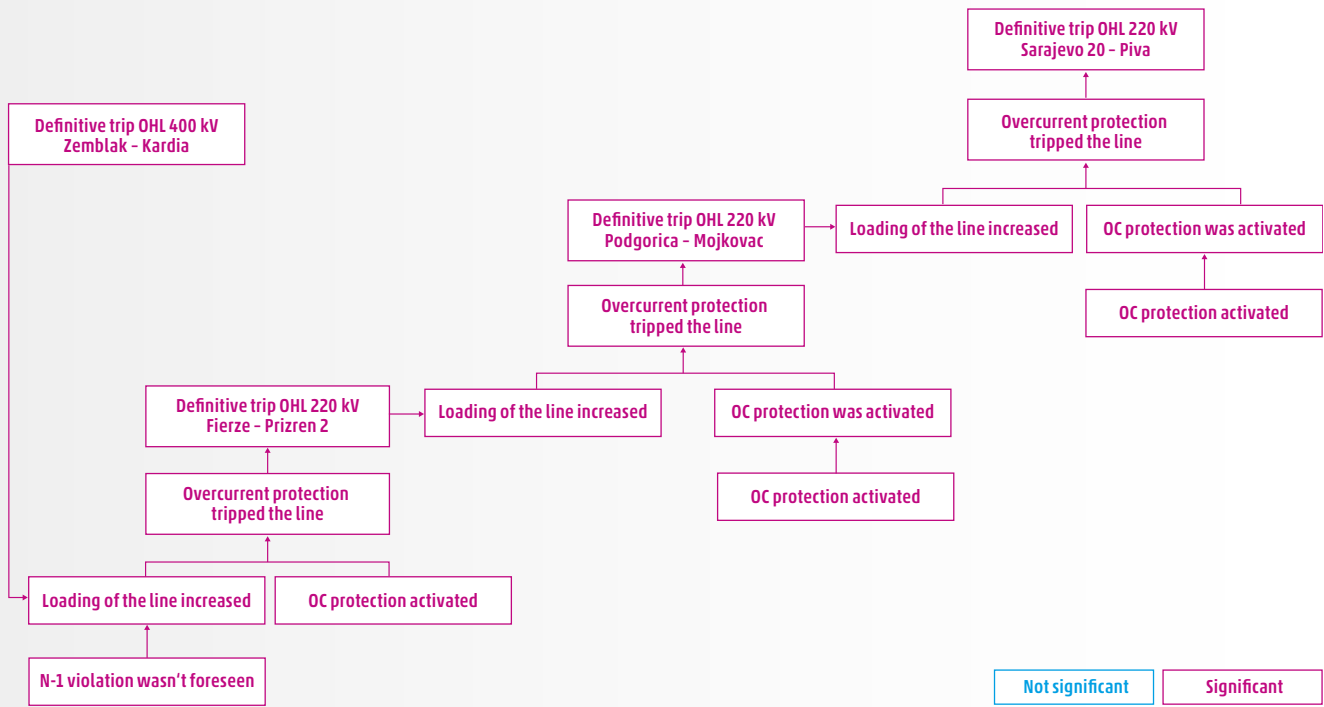 Definitive trip OHL 220 kV
Sarajevo 20 – Piva
Definitive trip OHL 400 kV
Zemblak – Kardia
Overcurrent protection
tripped the line
Definitive trip OHL 220 kV
Podgorica – Mojkovac
Loading of the line increased
OC protection was activated
Overcurrent protection
tripped the line
OC protection activated
Definitive trip OHL 220 kV
Fierze – Prizren 2
Loading of the line increased
OC protection was activated
Overcurrent protection
tripped the line
OC protection activated
Loading of the line increased
OC protection activated
N-1 violation wasn‘t foreseen
Not significant
Significant